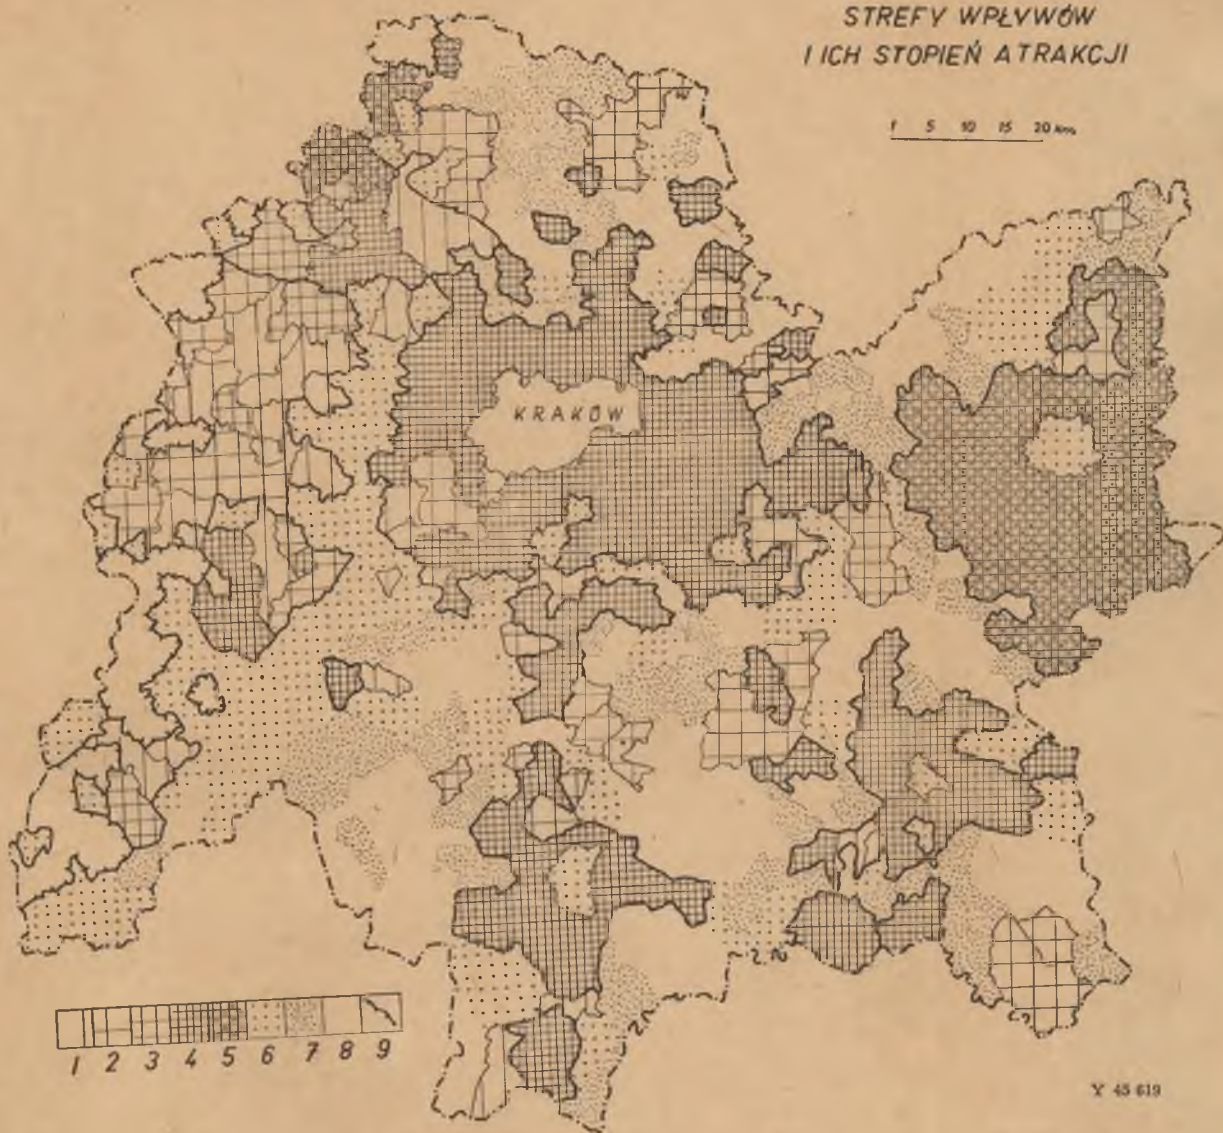 STREFY WPŁYWÓW
I ICH STOPIEŃ ATRAKCJI
1 5 10 15 20 km.
KRAKÓW
1 2 3 4 5 6 7 8 9
Y 45 619